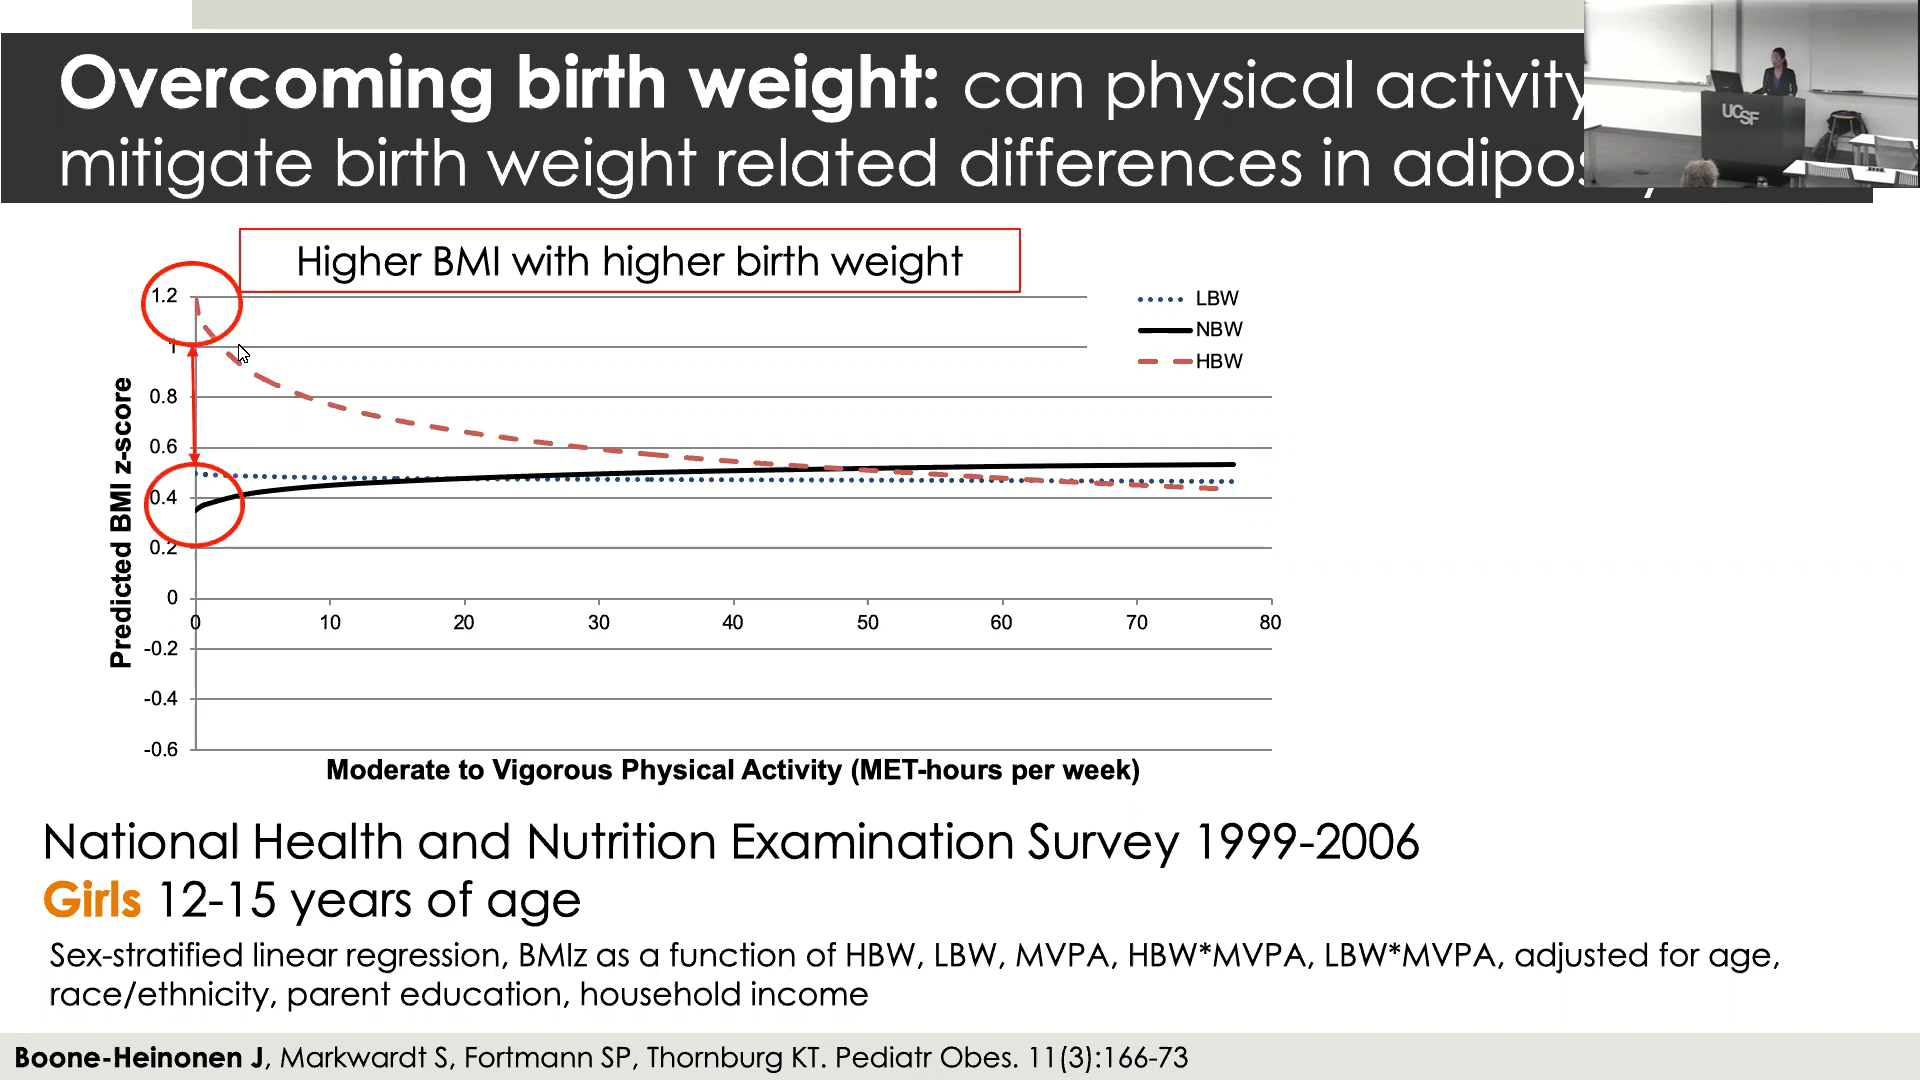 Overcoming birth weight: can physical activity
mitigate birth weight related differences in
UCSF
Higher BMI with higher birth weight
1.2
1
0.8
0.6
0.4
0.2
0
-0.2
-0.4
-0.6
Predicted BMI z-score
LBW
NBW
HBW
0 10 20 30 40 50 60 70 80
Moderate to Vigorous Physical Activity (MET-hours per week)
National Health and Nutrition Examination Survey 1999-2006
Girls 12-15 years of age
Sex-stratified linear regression, BMIz as a function of HBW, LBW, MVPA, HBW*MVPA, LBW*MVPA, adjusted for age,
race/ethnicity, parent education, household income
Boone-Heinonen J, Markwardt S, Fortmann SP, Thornburg KT. Pediatr Obes. 11(3):166-73